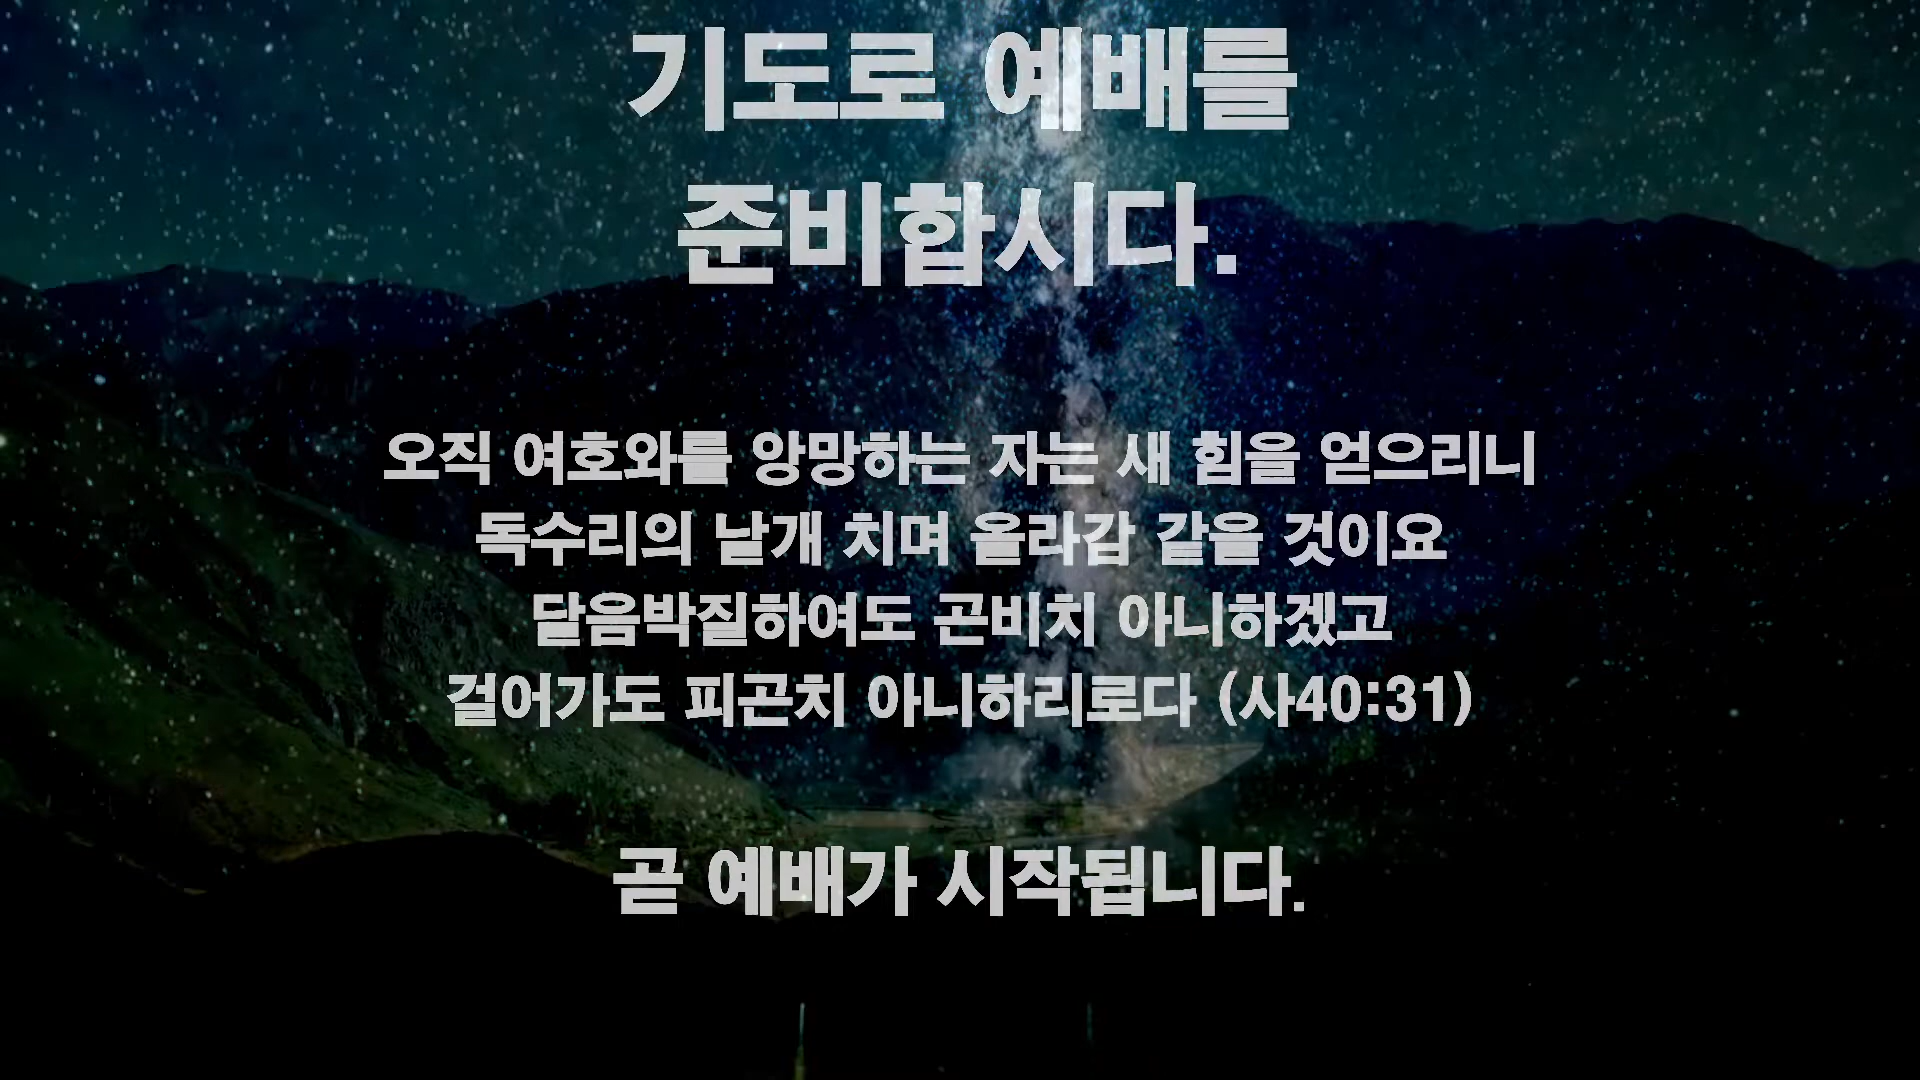 기도로 예배를
준비합시다.
오직 여호와를 앙망하는 자는 새 힘을 얻으리니
독수리의 날개 치며 올라감 같을 것이요
달음박질하여도 곤비치 아니하겠고
걸어가도 피곤치 아니하리로다 (사40:31)
곧 예배가 시작됩니다.